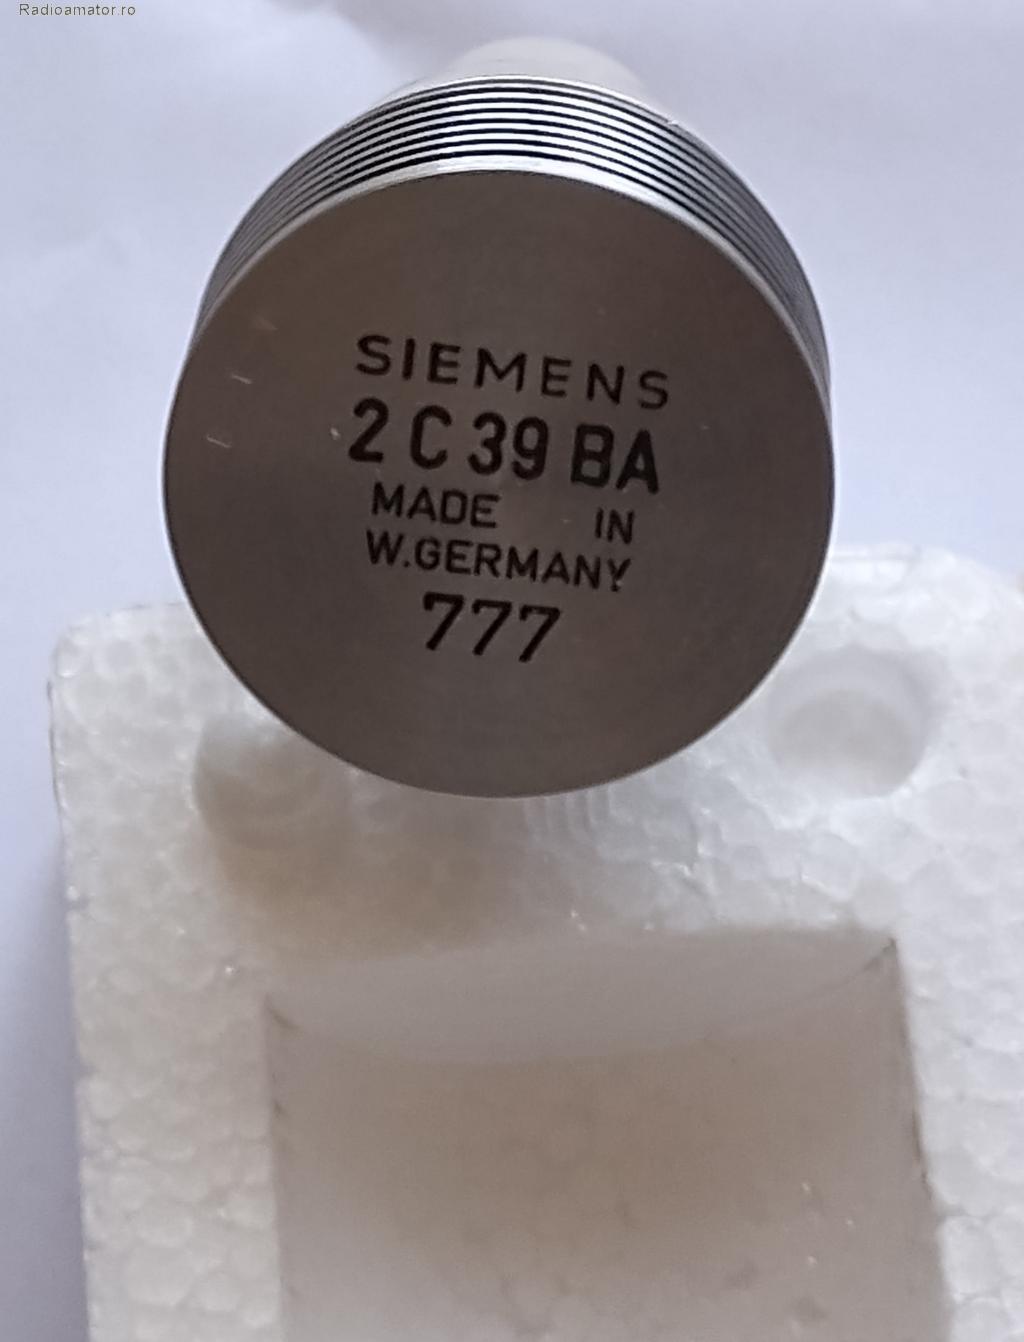 Radioamator.ro
SIEMENS
2 C 39 BA
MADE IN
W.GERMANY
777